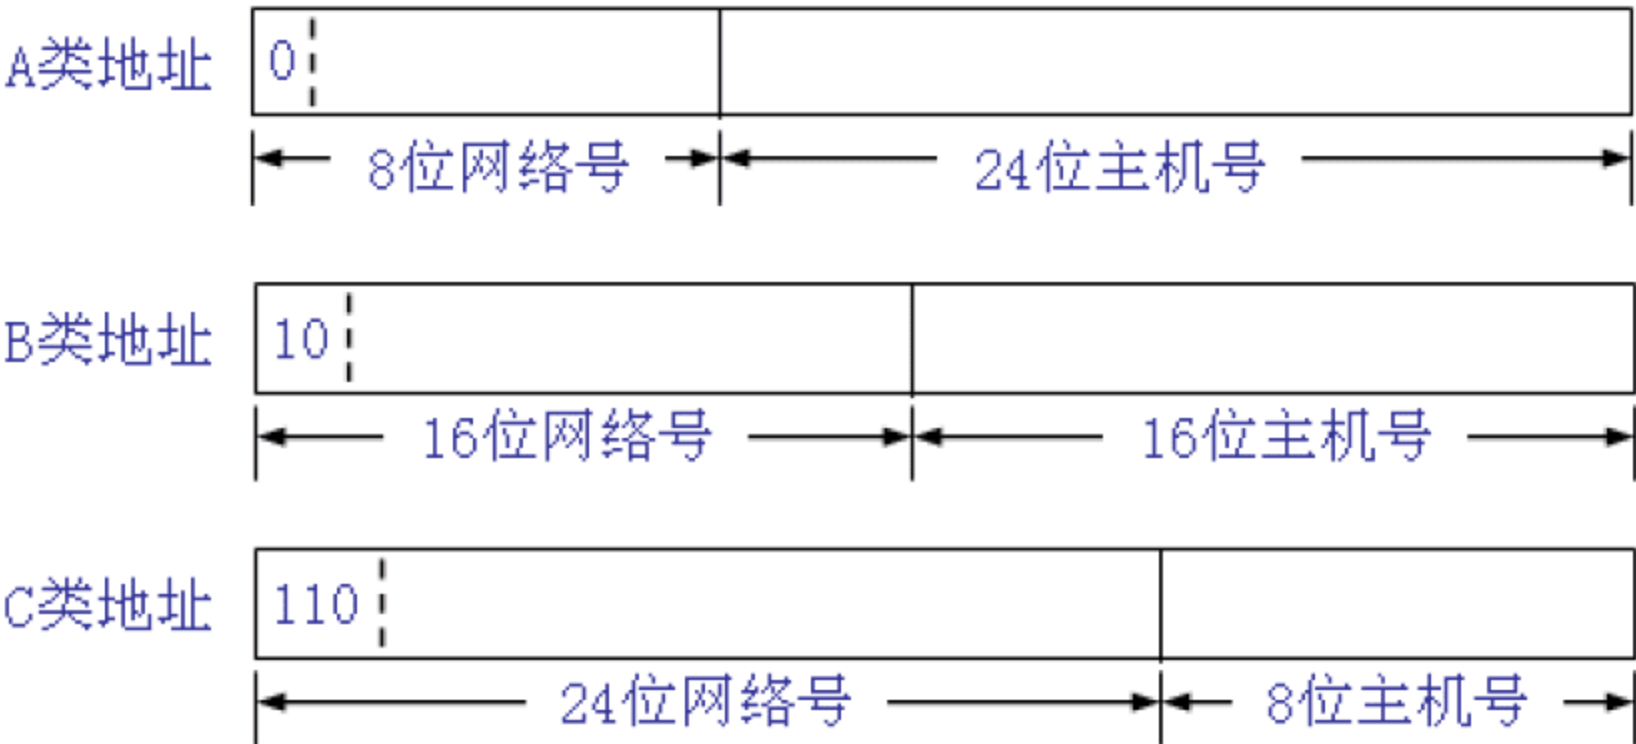 A类地址 0
8位网络号 24位主机号
B类地址 10
16位网络号 16位主机号
C类地址 110
24位网络号 8位主机号